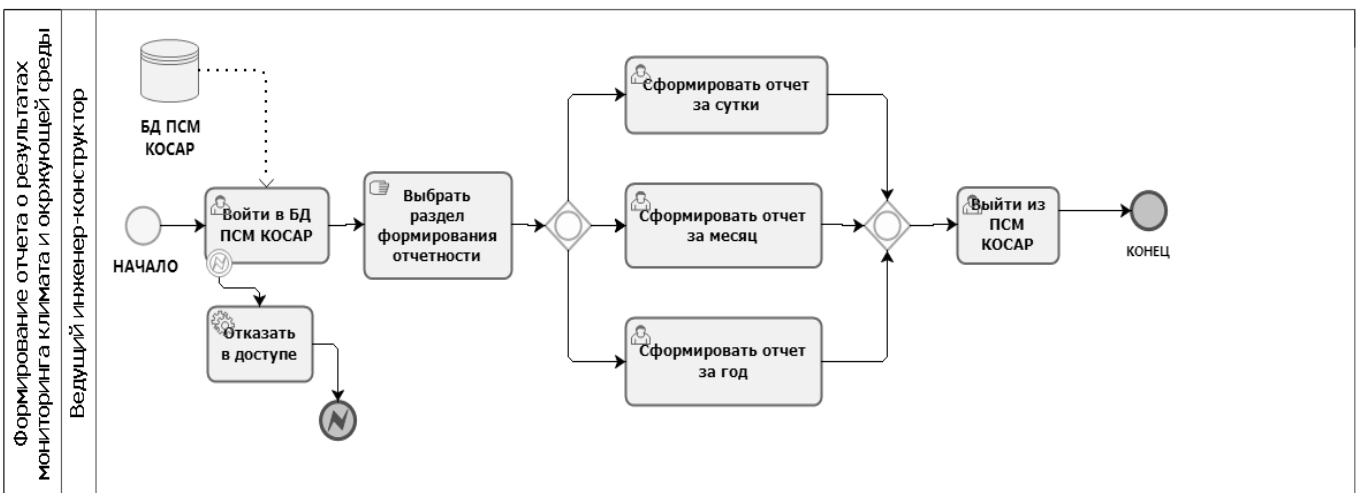 Формирование отчета о результатах
мониторинга климата и окржующей среды
Ведущий инженер-конструктор
БД ПСМ
КОСАР
НАЧАЛО
Войти в БД
ПСМ КОСАР
Отказать
в доступе
Выбрать
раздел
формирования
отчетности
Сформировать отчет
за сутки
Сформировать отчет
за месяц
Сформировать отчет
за год
Выйти из
ПСМ
КОСАР
КОНЕЦ